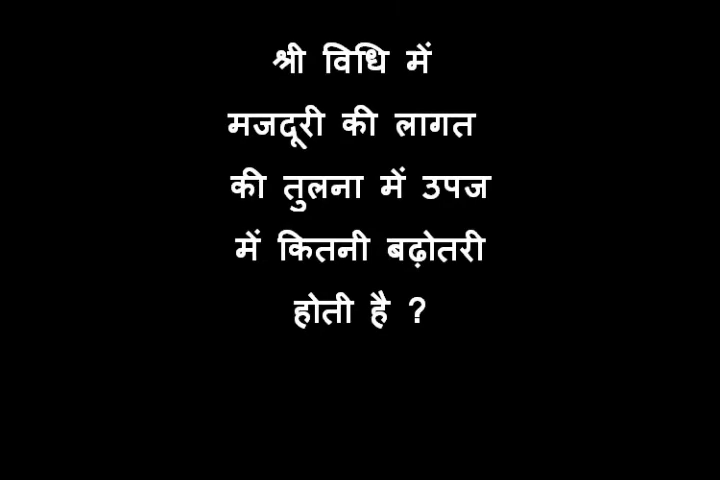 श्री विधि में
मजदूरी की लागत
की तुलना में उपज
में कितनी बढ़ोतरी
होती है ?